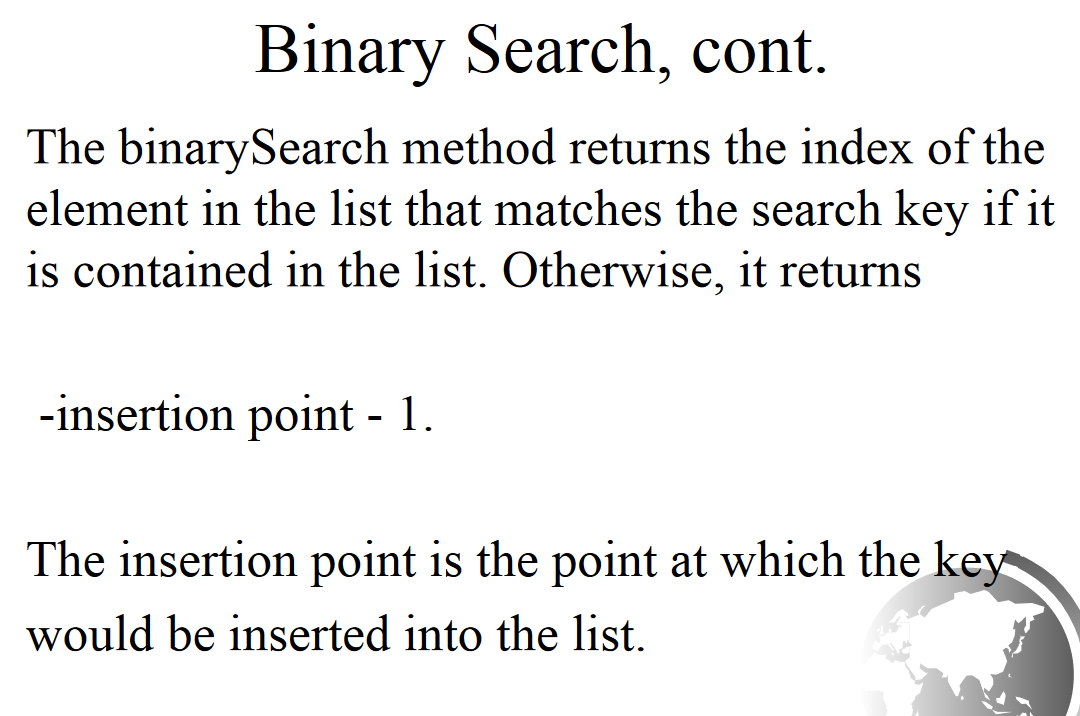 Binary Search, cont.
The binarySearch method returns the index of the
element in the list that matches the search key if it
is contained in the list. Otherwise, it returns
-insertion point - 1.
The insertion point is the point at which the key
would be inserted into the list.